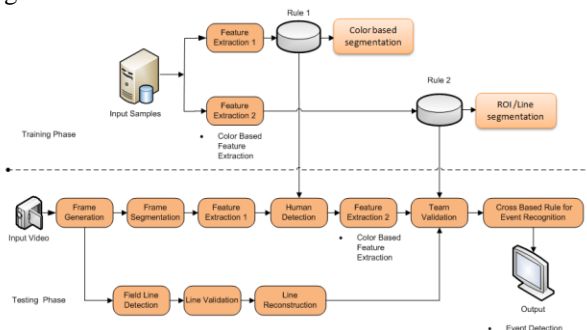 Rule 1
Feature
Extraction 1
Color based
segmentation
Input Samples
Rule 2
Feature
Extraction 2
ROI/Line
segmentation
Training Phase
• Color Based
Feature
Extraction
Frame
Generation
Frame
Segmentation
Feature
Extraction 1
Human
Detection
Feature
Extraction 2
Team
Validation
Cross Based Rule for
Event Recognition
Input Video
• Color Based
Feature
Extraction
Field Line
Detection
Line Validation
Line
Reconstruction
Testing Phase
Output
• Event Detection